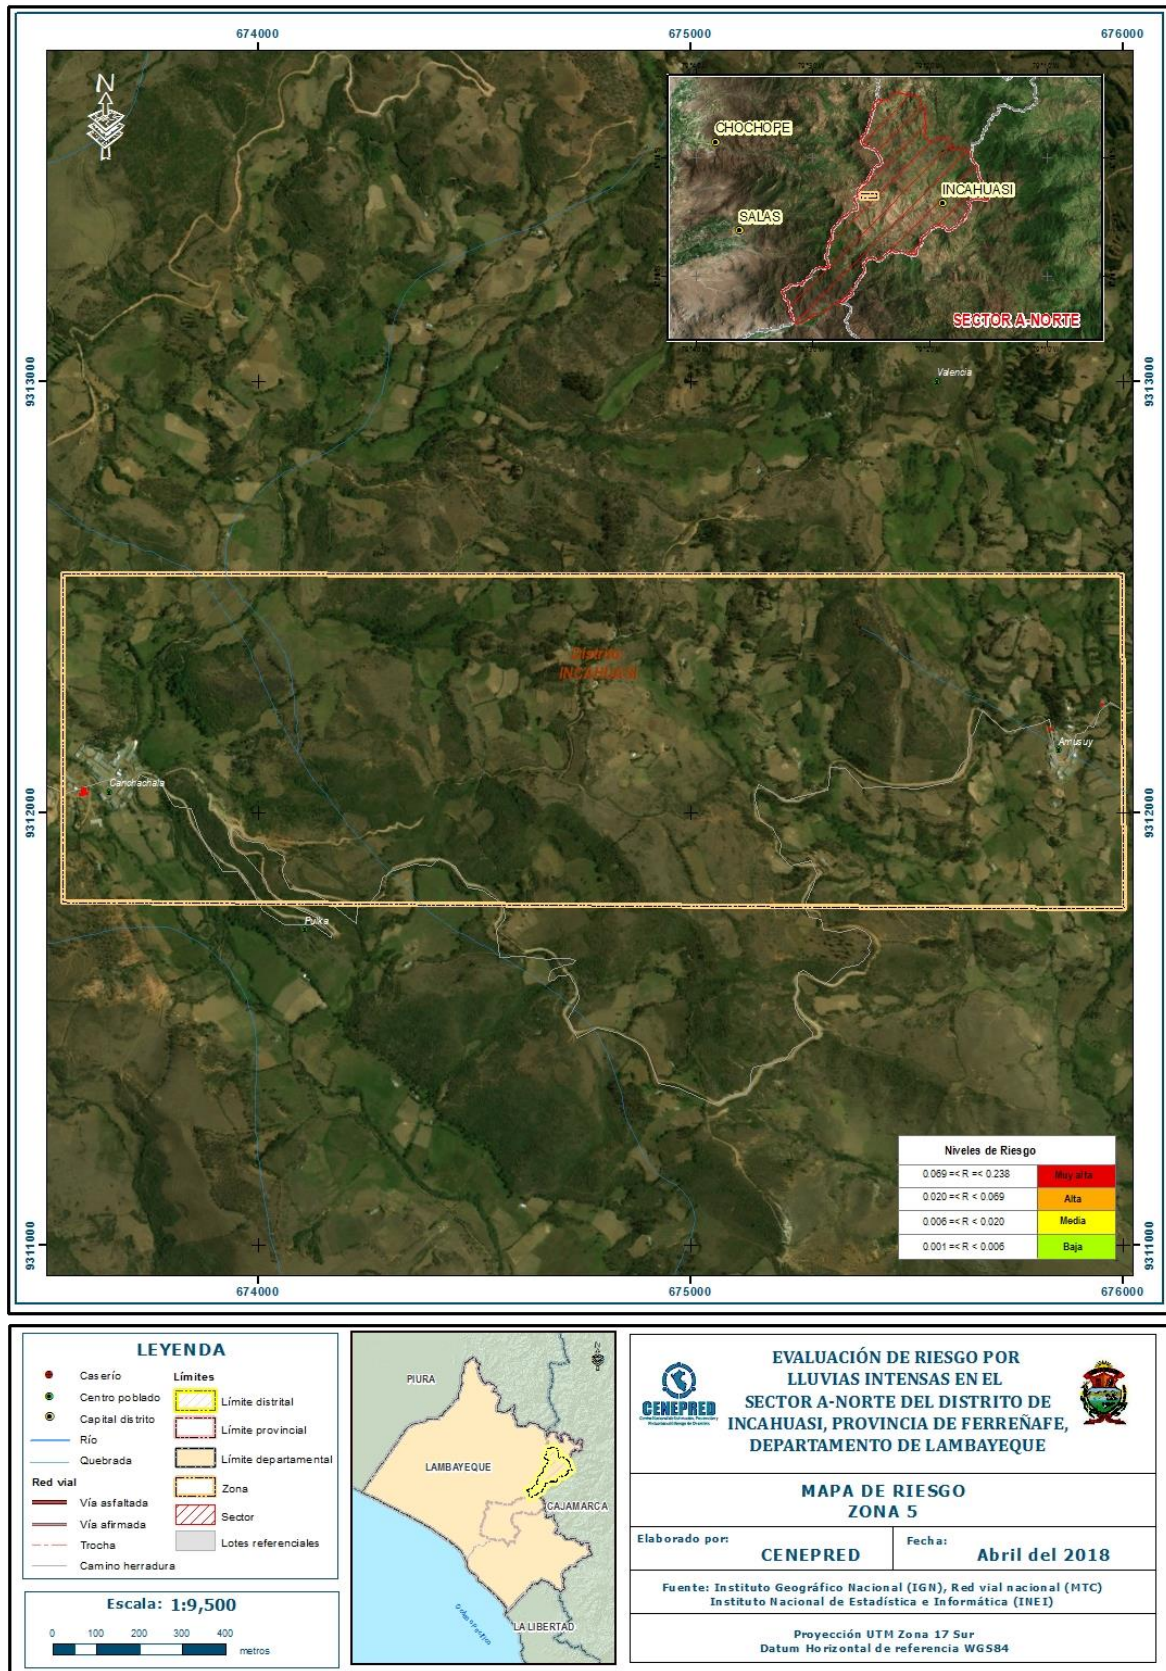 674000
675000
676000
N
CHOCHOPE
INCAHUASI
SALAS
SECTOR A-NORTE
9313000
9313000
Valencia
Distrito
INCAHUASI
Amusuy
Canchachala
9312000
9312000
Pulka
Niveles de Riesgo
0.069 =< R =< 0.238 Muy alta
0.020 =< R < 0.069 Alta
0.006 =< R < 0.020 Media
0.001 =< R < 0.006 Baja
9311000
9311000
674000
675000
676000
LEYENDA
Caserío
Centro poblado
Capital distrito
Río
Quebrada
Red vial
Vía asfaltada
Vía afirmada
Trocha
Camino herradura
Límites
Límite distrital
Límite provincial
Límite departamental
Zona
Sector
Lotes referenciales
Escala: 1:9,500
0 100 200 300 400
metros
N
PIURA
LAMBAYEQUE
CAJAMARCA
LA LIBERTAD
Océano Pacífico
CENEPRED
EVALUACIÓN DE RIESGO POR
LLUVIAS INTENSAS EN EL
SECTOR A-NORTE DEL DISTRITO DE
INCAHUASI, PROVINCIA DE FERREÑAFE,
DEPARTAMENTO DE LAMBAYEQUE
MAPA DE RIESGO
ZONA 5
Elaborado por:
CENEPRED
Fecha:
Abril del 2018
Fuente: Instituto Geográfico Nacional (IGN), Red vial nacional (MTC)
Instituto Nacional de Estadística e Informática (INEI)
Proyección UTM Zona 17 Sur
Datum Horizontal de referencia WGS84